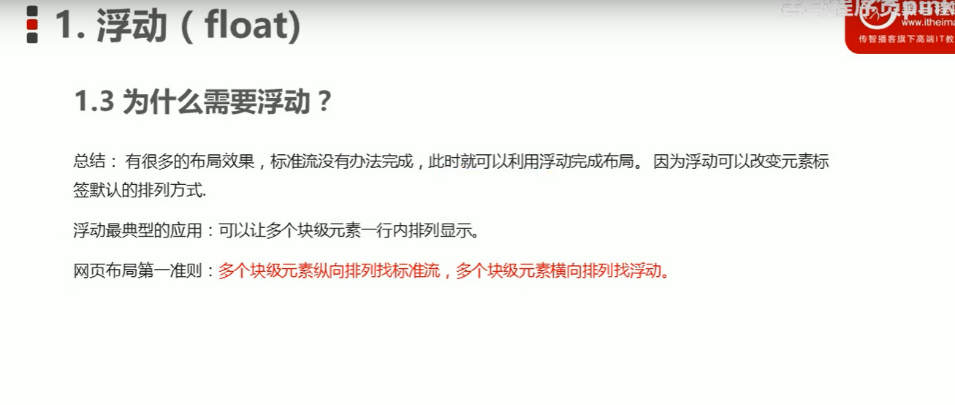 1. 浮动（float)
www.itheima
传智播客旗下高端IT教
1.3 为什么需要浮动？
总结： 有很多的布局效果，标准流没有办法完成，此时就可以利用浮动完成布局。 因为浮动可以改变元素标
签默认的排列方式.
浮动最典型的应用：可以让多个块级元素一行内排列显示。
网页布局第一准则：多个块级元素纵向排列找标准流，多个块级元素横向排列找浮动。